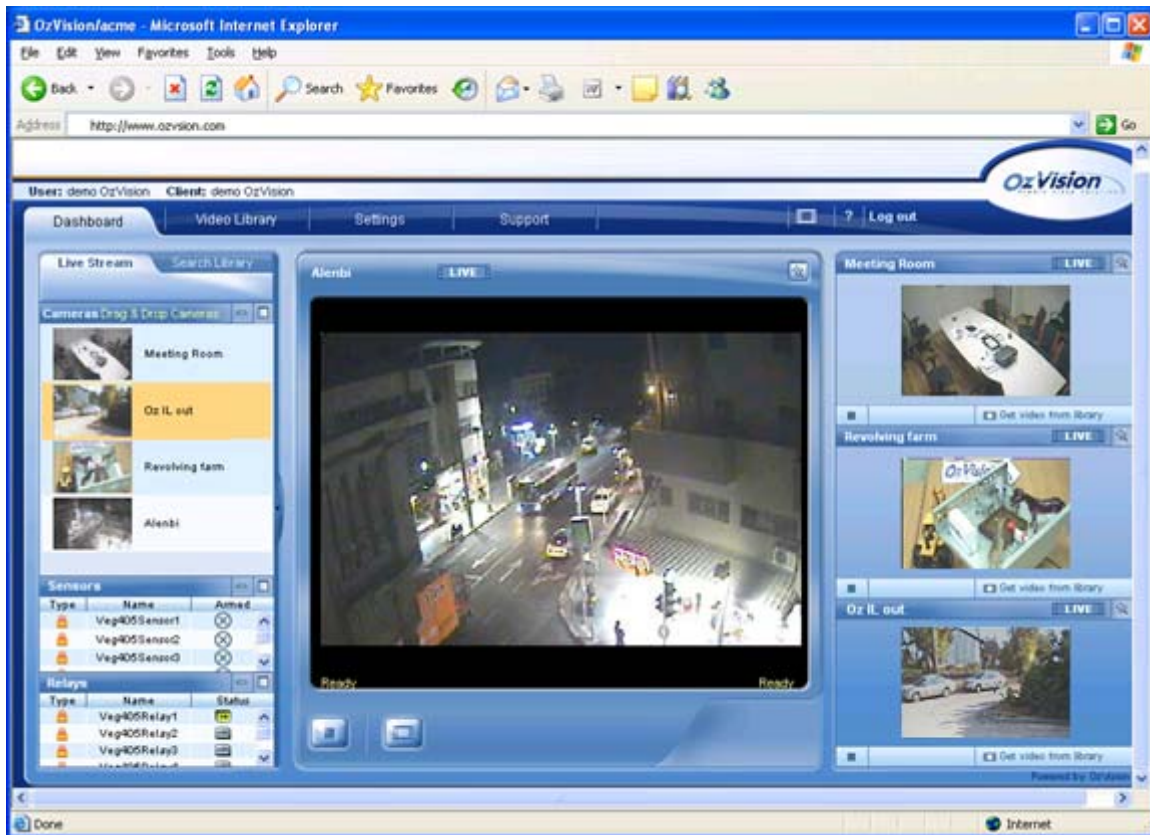 OzVision/acme - Microsoft Internet Explorer
File Edit View Favorites Tools Help
Back Search Favorites
Address http://www.ozvsion.com Go
OzVision
User: demo OzVision Client: demo OzVision
Dashboard Video Library Settings Support ? Log out
Live Stream Search Library
Cameras Drag & Drop Cameras
Meeting Room
Oz IL out
Revolving farm
Alenbi
Sensors
Type Name Armed
Veg405Sensor1
Veg405Sensor2
Veg405Sensor3
Relays
Type Name Status
Veg405Relay1
Veg405Relay2
Veg405Relay3
Alenbi LIVE
Ready Ready
Meeting Room LIVE
Get video from library
Revolving farm LIVE
OzVision
Get video from library
Oz IL out LIVE
Get video from library
Powered by OzVision
Done Internet